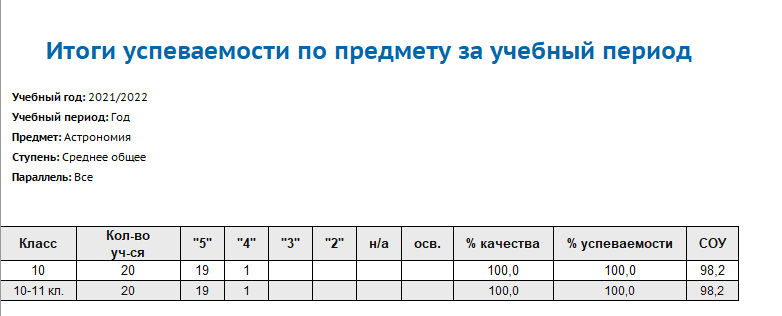 Итоги успеваемости по предмету за учебный период
Учебный год: 2021/2022
Учебный период: Год
Предмет: Астрономия
Ступень: Среднее общее
Параллель: Все
Класс Кол-во уч-ся "5" "4" "3" "2" н/а осв. % качества % успеваемости СОУ
10 20 19 1 100,0 100,0 98,2
10-11 кл. 20 19 1 100,0 100,0 98,2